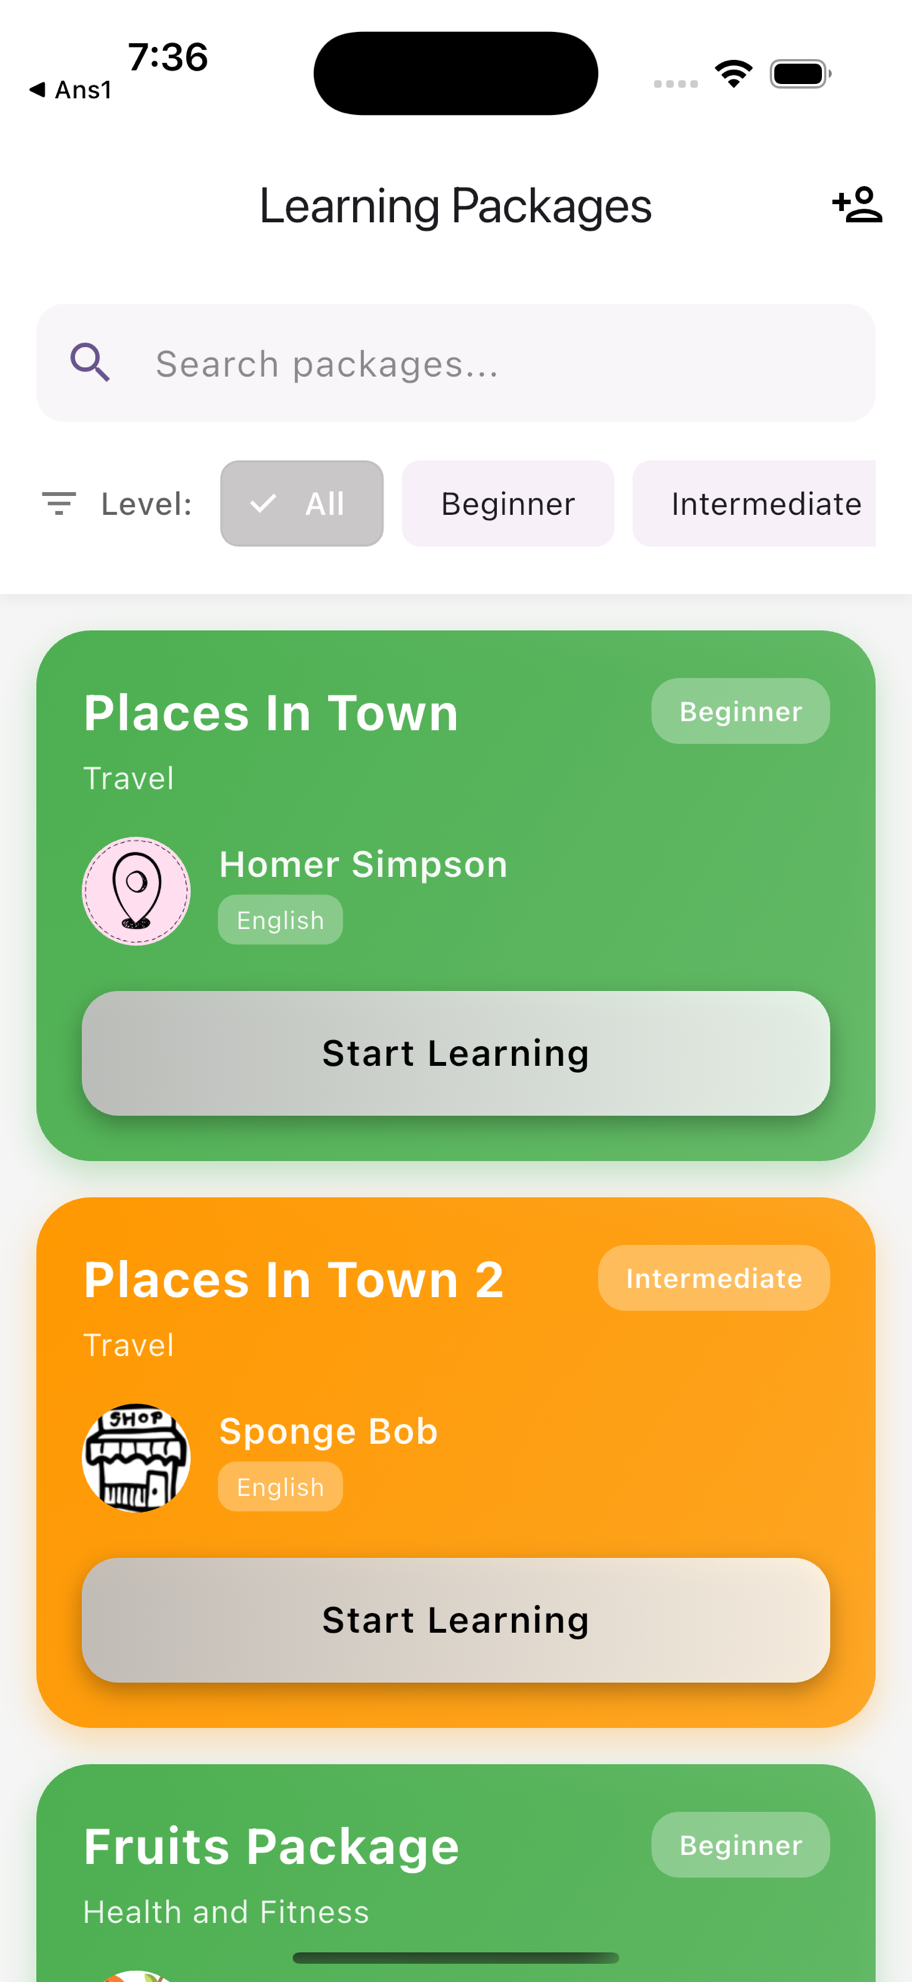 7:36
◀ Ans1
Learning Packages
Search packages...
Level: All Beginner Intermediate
Places In Town Beginner
Travel
Homer Simpson
English
Start Learning
Places In Town 2 Intermediate
Travel
SHOP
Sponge Bob
English
Start Learning
Fruits Package Beginner
Health and Fitness